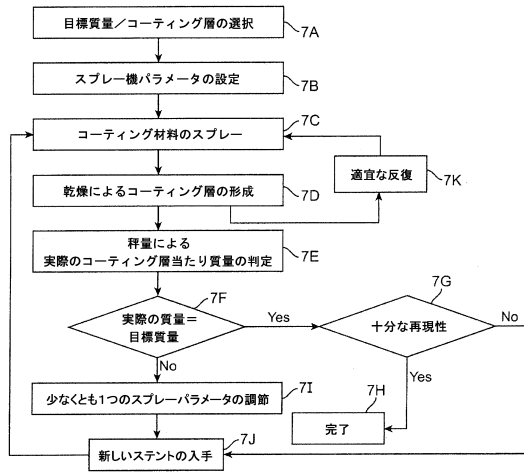 目標質量／コーティング層の選択
7A
スプレー機パラメータの設定
7B
コーティング材料のスプレー
7C
適宜な反復
7K
乾燥によるコーティング層の形成
7D
秤量による
実際のコーティング層当たり質量の判定
7E
実際の質量＝
目標質量
7F
Yes
No
十分な再現性
7G
No
Yes
完了
7H
少なくとも1つのスプレーパラメータの調節
7I
新しいステントの入手
7J